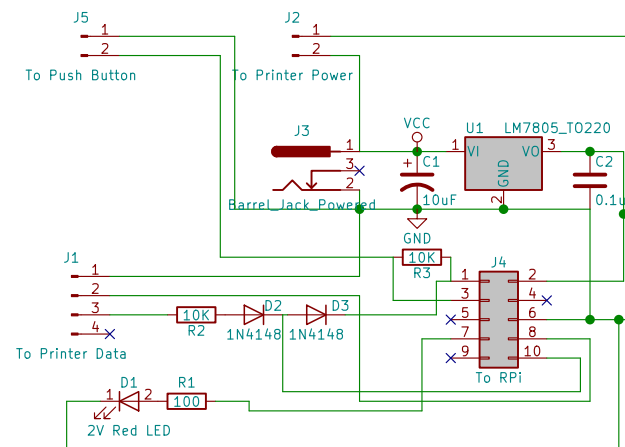 J5
1
2
To Push Button
J2
1
2
To Printer Power
J3
1
3
2
Barrel_Jack_Powered
VCC
+
C1
10uF
GND
U1
LM7805_TO220
1
VI
VO
3
GND
2
C2
0.1u
J1
1
2
3
4
To Printer Data
10K
R2
D2
1N4148
D3
1N4148
10K
R3
J4
1
2
3
4
5
6
7
8
9
10
To RPi
D1
1
2
2V Red LED
R1
100